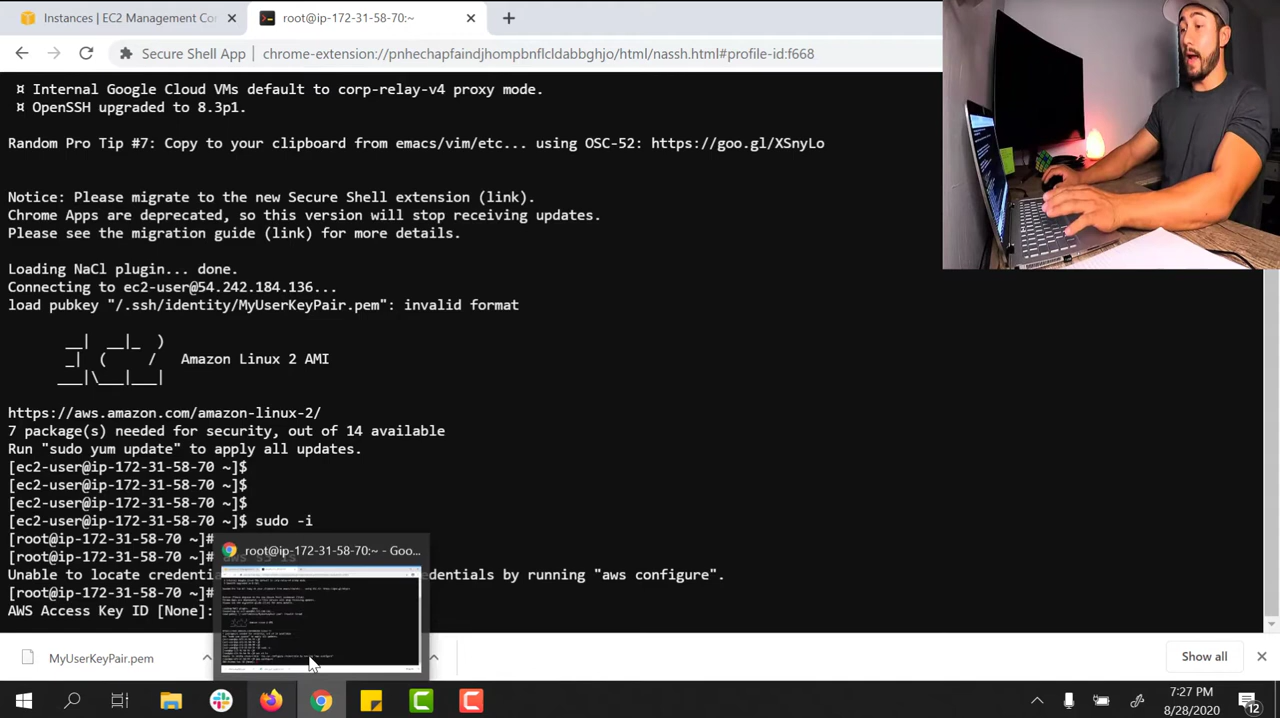 Instances | EC2 Management Cor
root@ip-172-31-58-70:~
Secure Shell App
chrome-extension://pnhechapfaindjhompbnflcldabbghjo/html/nassh.html#profile-id:f668
¤ Internal Google Cloud VMs default to corp-relay-v4 proxy mode.
¤ OpenSSH upgraded to 8.3p1.
Random Pro Tip #7: Copy to your clipboard from emacs/vim/etc... using OSC-52: https://goo.gl/XSnyLo
Notice: Please migrate to the new Secure Shell extension (link).
Chrome Apps are deprecated, so this version will stop receiving updates.
Please see the migration guide (link) for more details.
Loading NaCl plugin... done.
Connecting to ec2-user@54.242.184.136...
load pubkey "/.ssh/identity/MyUserKeyPair.pem": invalid format
__| __|_ )
_| ( / Amazon Linux 2 AMI
___|\___|___|
https://aws.amazon.com/amazon-linux-2/
7 package(s) needed for security, out of 14 available
Run "sudo yum update" to apply all updates.
[ec2-user@ip-172-31-58-70 ~]$
[ec2-user@ip-172-31-58-70 ~]$
[ec2-user@ip-172-31-58-70 ~]$
[ec2-user@ip-172-31-58-70 ~]$ sudo -i
[root@ip-172-31-58-70 ~]#
[root@ip-172-31-58-70 ~]# aws s3 ls
Unable to locate credenti edentials by running "aws configure".
[root@ip-172-31-58-70 ~]#
AWS Access Key ID [None]:
root@ip-172-31-58-70:~ - Goo...
MyUserKeyPair.pem
Show all
7:27 PM
8/28/2020
12